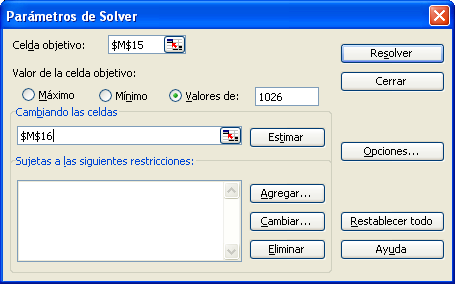 Parámetros de Solver
Celda objetivo: $M$15
Resolver
Valor de la celda objetivo:
Cerrar
Máximo Mínimo Valores de: 1026
Cambiando las celdas
$M$16 Estimar
Opciones...
Sujetas a las siguientes restricciones:
Agregar...
Cambiar... Restablecer todo
Eliminar Ayuda